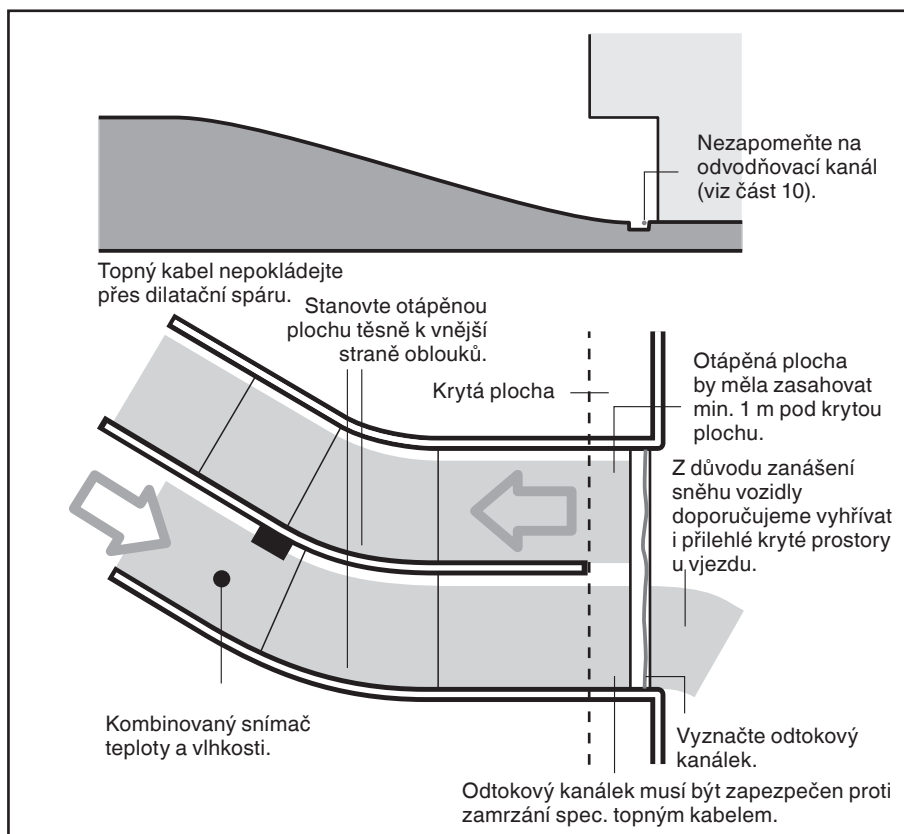 Nezapomeňte na
odvodňovací kanál
(viz část 10).
Topný kabel nepokládejte
přes dilatační spáru.
Stanovte otápěnou
plochu těsně k vnější
straně oblouků.
Krytá plocha
Otápěná plocha
by měla zasahovat
min. 1 m pod krytou
plochu.
Z důvodu zanášení
sněhu vozidly
doporučujeme vyhřívat
i přilehlé kryté prostory
u vjezdu.
Kombinovaný snímač
teploty a vlhkosti.
Vyznačte odtokový
kanálek.
Odtokový kanálek musí být zapezpečen proti
zamrzání spec. topným kabelem.